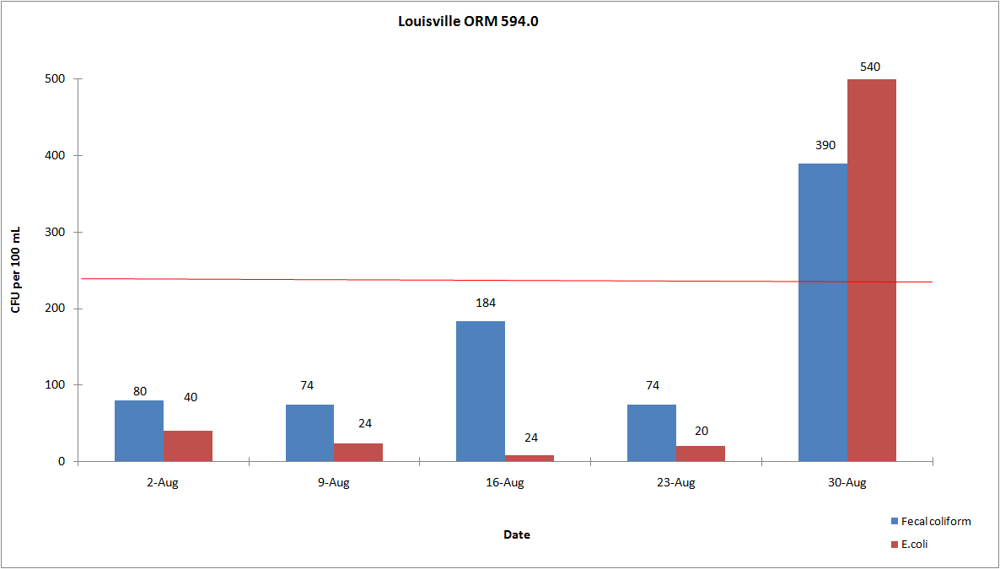 Louisville ORM 594.0
CFU per 100 mL
500
400
300
200
100
0
80
40
74
24
184
24
74
20
390
540
2-Aug
9-Aug
16-Aug
23-Aug
30-Aug
Date
Fecal coliform
E.coli